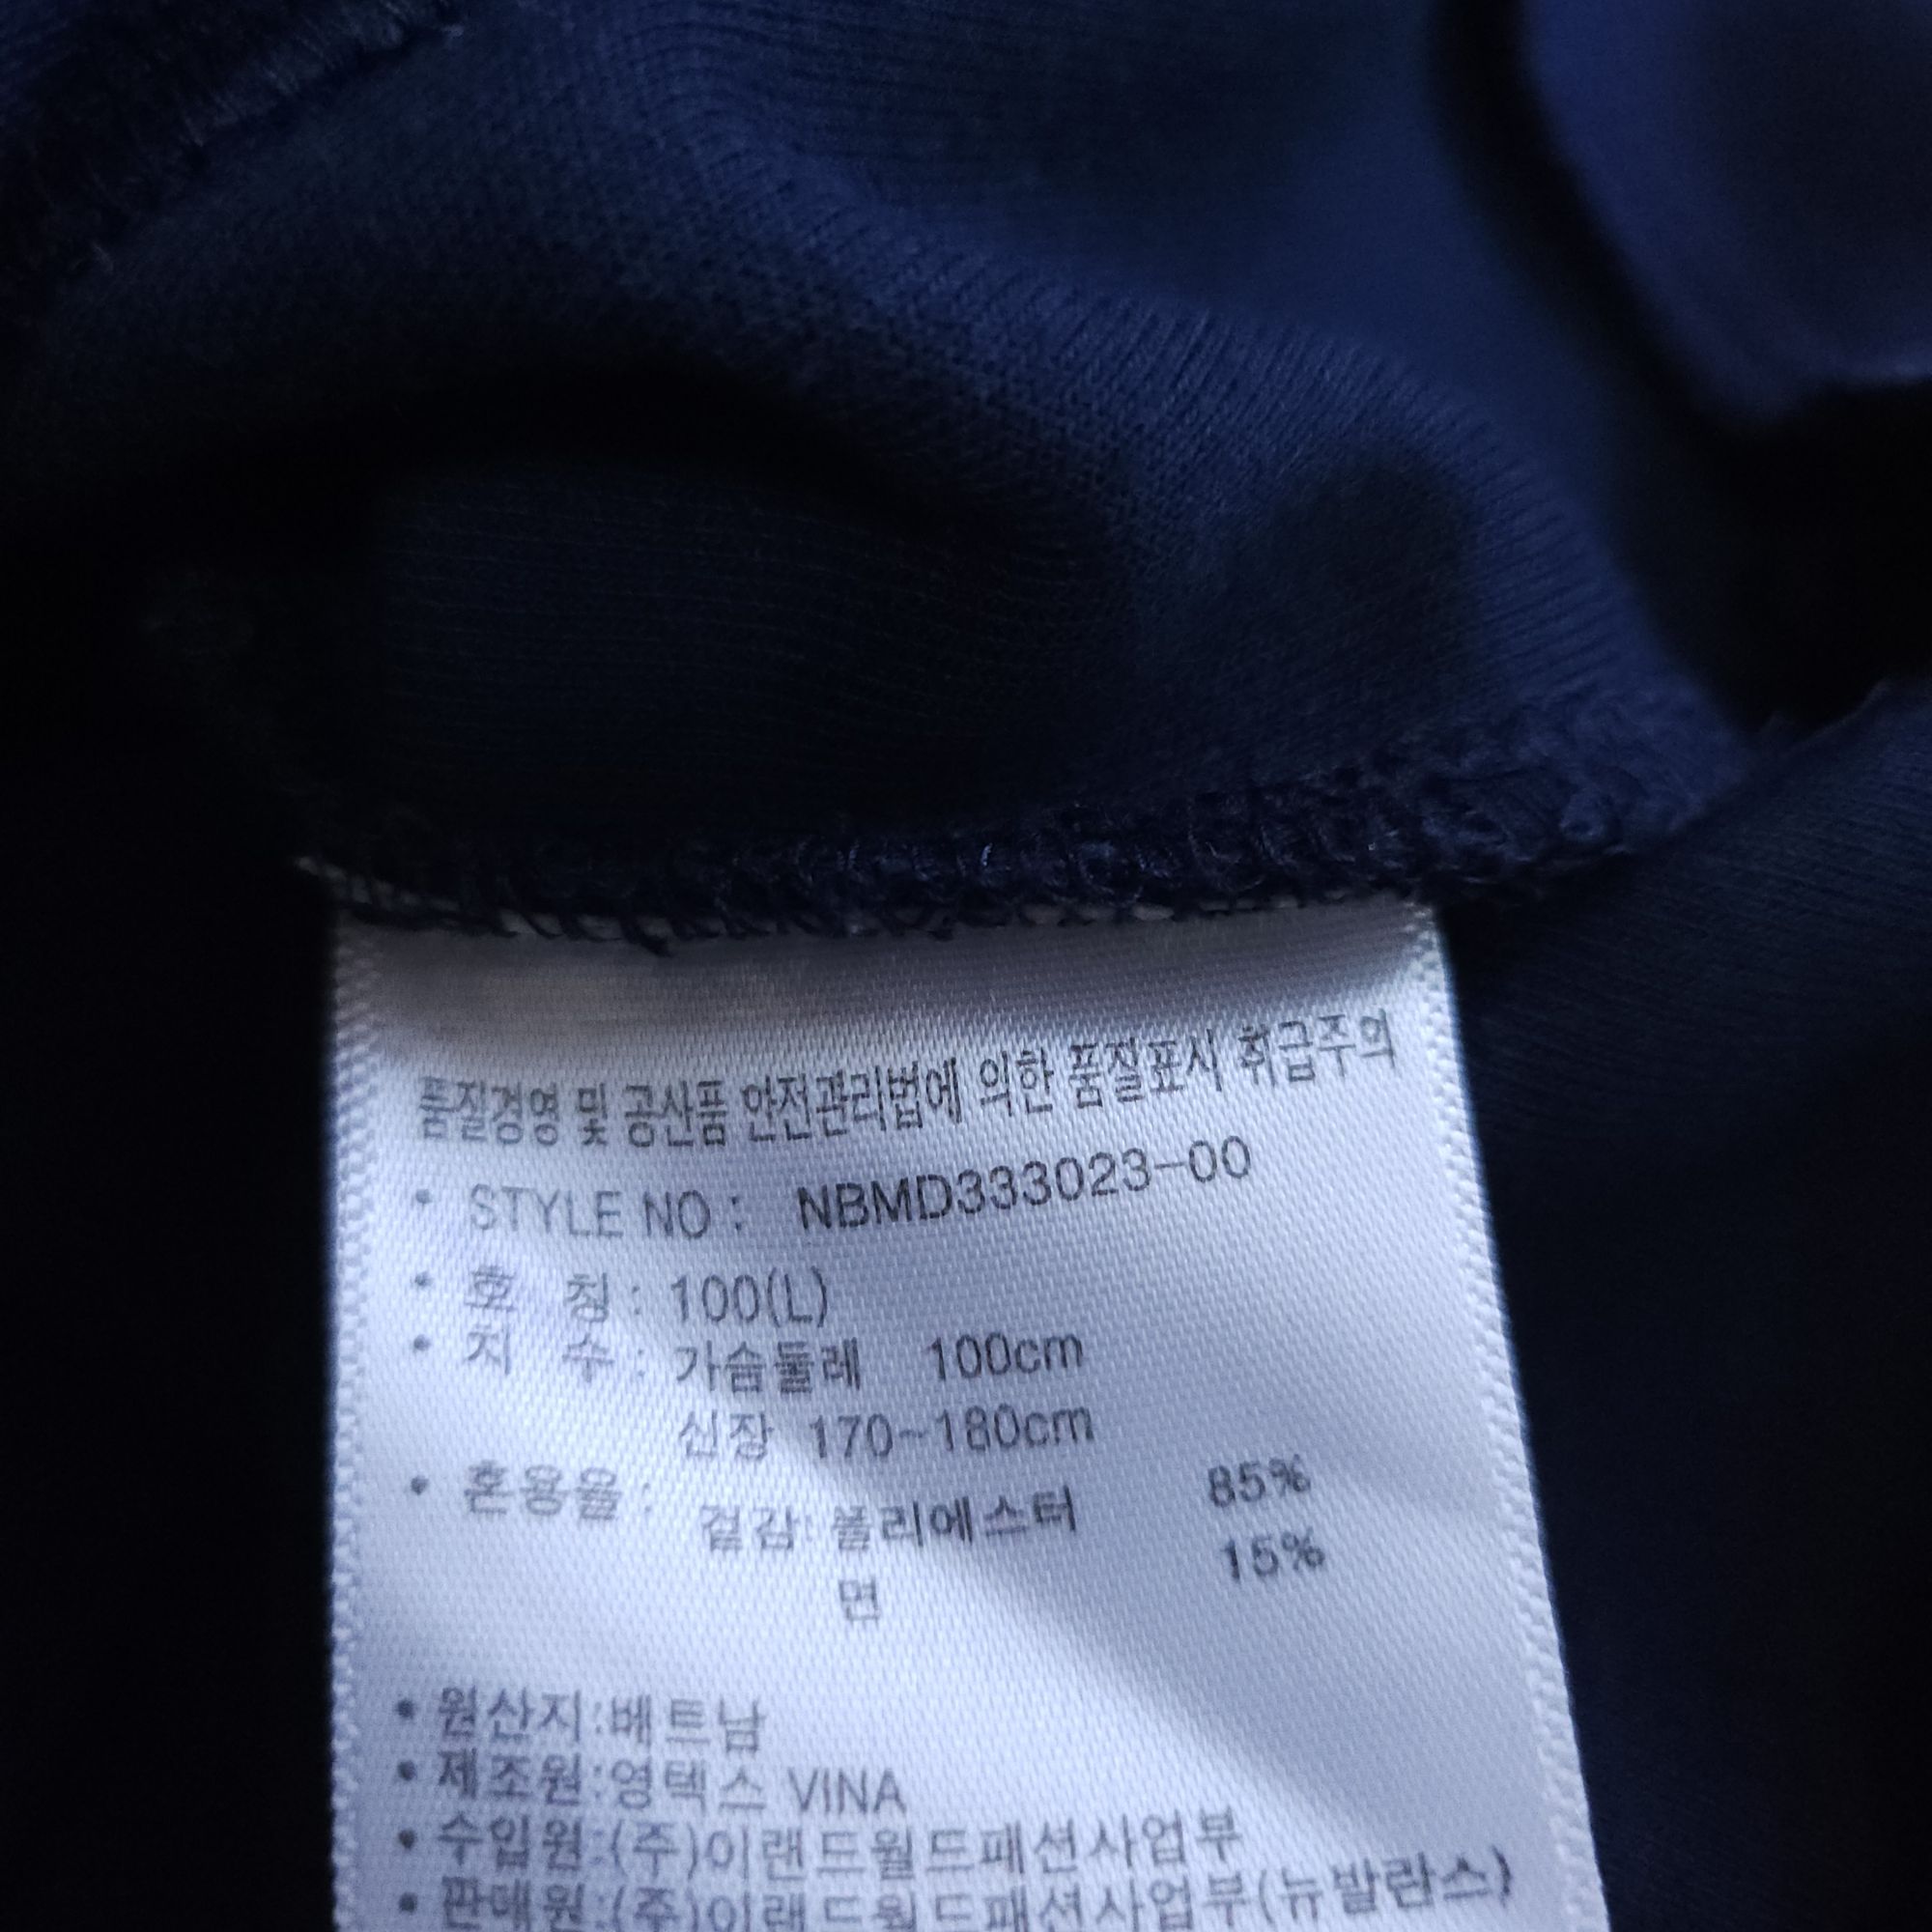 품질경영 및 공산품 안전관리법에 의한 품질표시 취급주의
• STYLE NO : NBMD333023-00
• 호 칭 : 100(L)
• 치 수 : 가슴둘레 100cm
신장 170~180cm
• 혼용율 : 겉감: 폴리에스터 85%
면 15%
• 원산지:베트남
• 제조원:영텍스 VINA
• 수입원:(주)이랜드월드패션사업부
• 판매원:(주)이랜드월드패션사업부(뉴발란스)